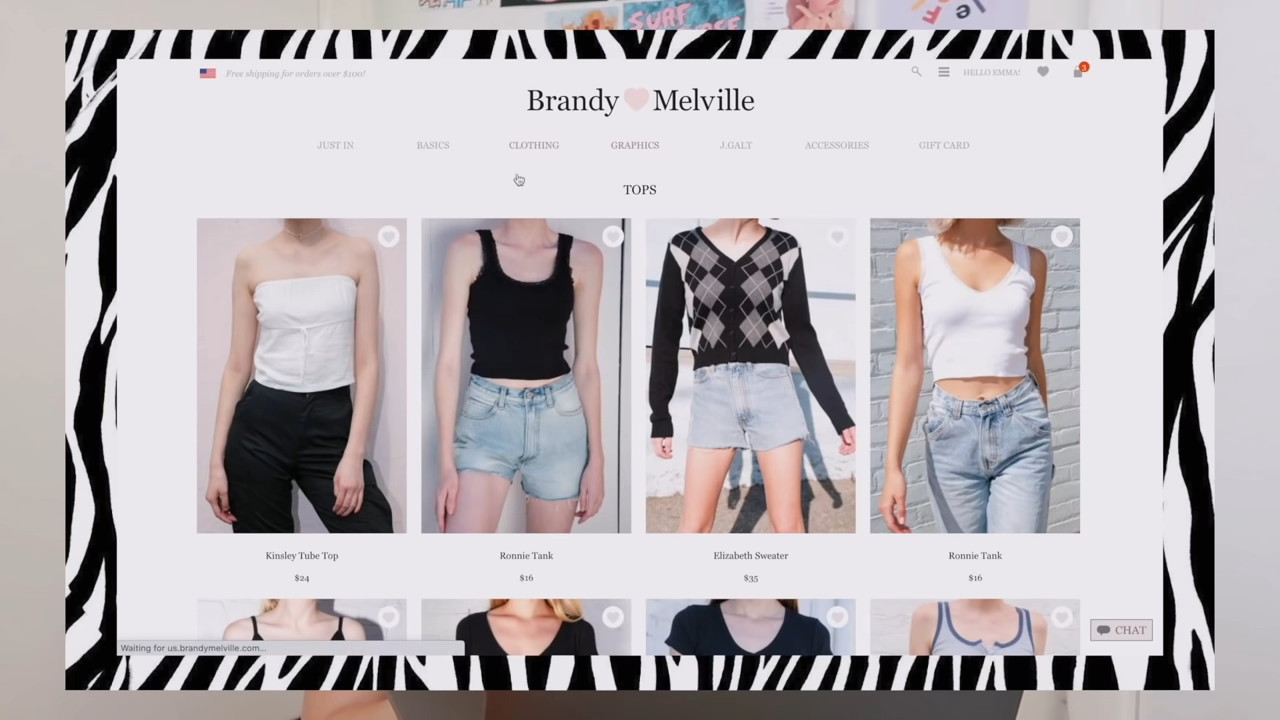 SURF
Free shipping for orders over $100!
HELLO EMMA!
3
Brandy Melville
JUST IN
BASICS
CLOTHING
GRAPHICS
J.GALT
ACCESSORIES
GIFT CARD
TOPS
Kinsley Tube Top
Ronnie Tank
Elizabeth Sweater
Ronnie Tank
$24
$16
$35
$16
CHAT
Waiting for us.brandymelville.com...